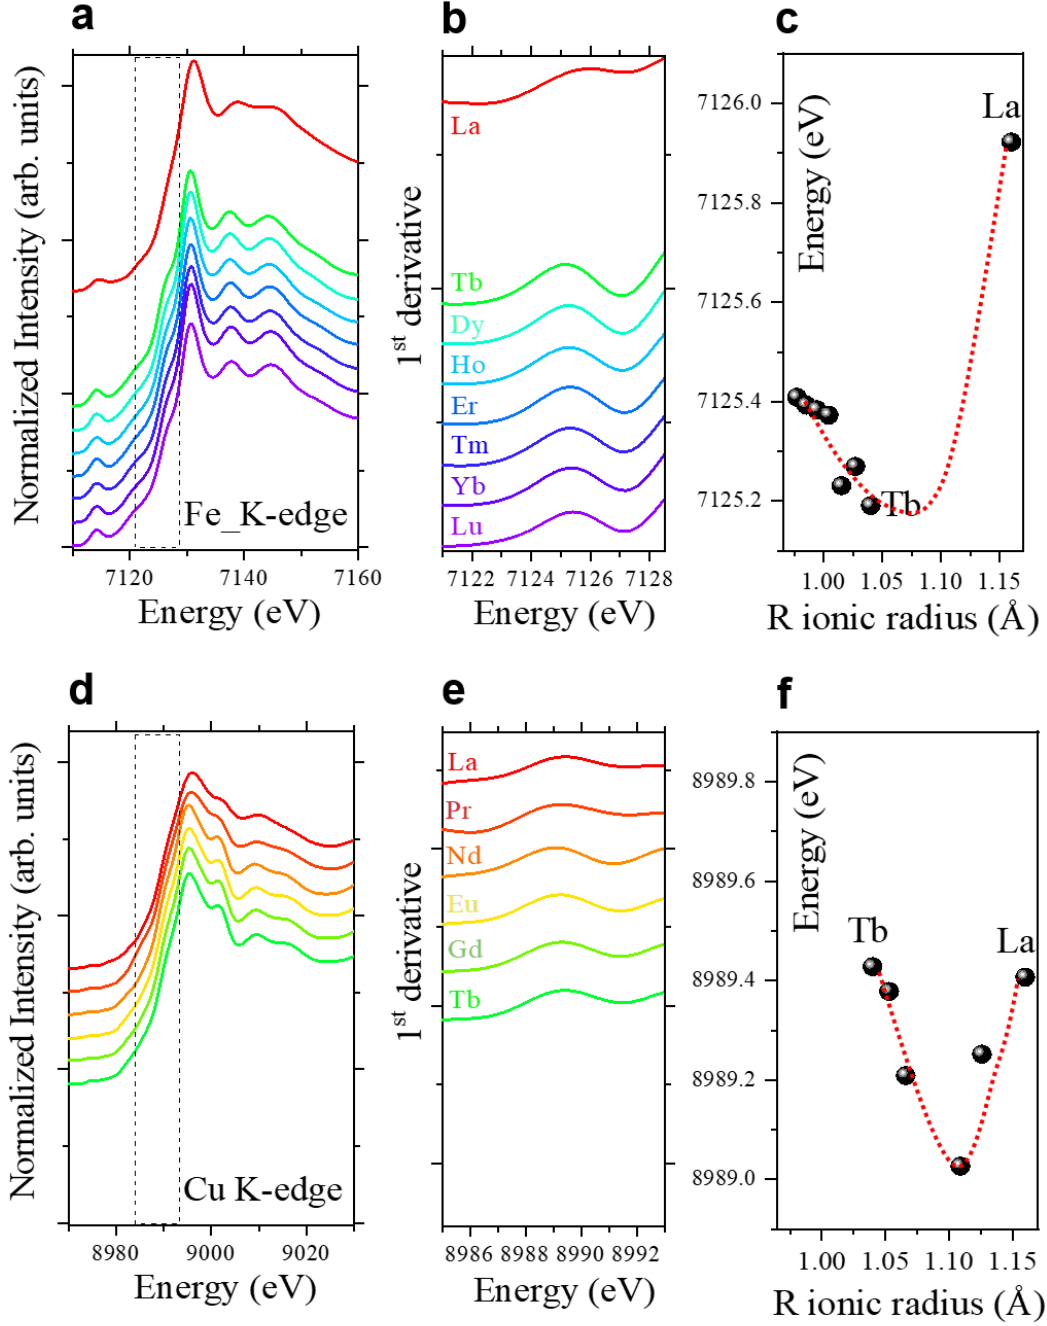 a
Normalized Intensity (arb. units)
Fe_K-edge
7120
7140
7160
Energy (eV)
b
1st derivative
La
Tb
Dy
Ho
Er
Tm
Yb
Lu
7122
7124
7126
7128
Energy (eV)
c
Energy (eV)
7126.0
7125.8
7125.6
7125.4
7125.2
La
Tb
1.00
1.05
1.10
1.15
R ionic radius (Å)
d
Normalized Intensity (arb. units)
Cu K-edge
8980
9000
9020
Energy (eV)
e
1st derivative
La
Pr
Nd
Eu
Gd
Tb
8986
8988
8990
8992
Energy (eV)
f
Energy (eV)
8989.8
8989.6
8989.4
8989.2
8989.0
Tb
La
1.00
1.05
1.10
1.15
R ionic radius (Å)